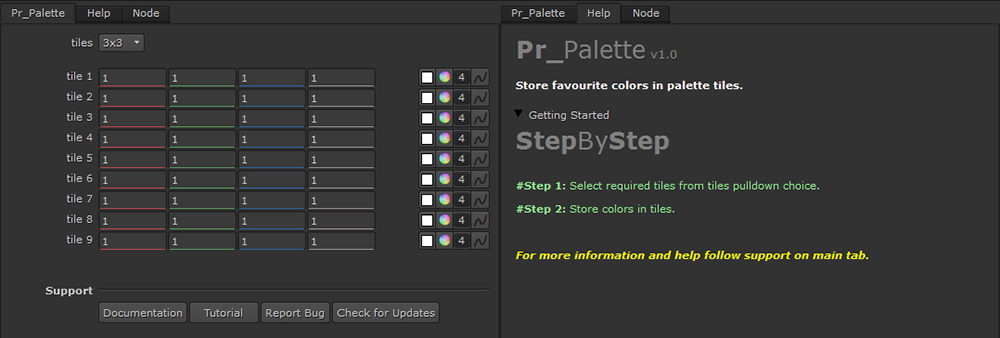 Pr_Palette Help Node
tiles 3x3
tile 1 1 1 1 1 4
tile 2 1 1 1 1 4
tile 3 1 1 1 1 4
tile 4 1 1 1 1 4
tile 5 1 1 1 1 4
tile 6 1 1 1 1 4
tile 7 1 1 1 1 4
tile 8 1 1 1 1 4
tile 9 1 1 1 1 4
Support
Documentation Tutorial Report Bug Check for Updates
Pr_Palette Help Node
Pr_Palette v1.0
Store favourite colors in palette tiles.
Getting Started
StepByStep
#Step 1: Select required tiles from tiles pulldown choice.
#Step 2: Store colors in tiles.
For more information and help follow support on main tab.